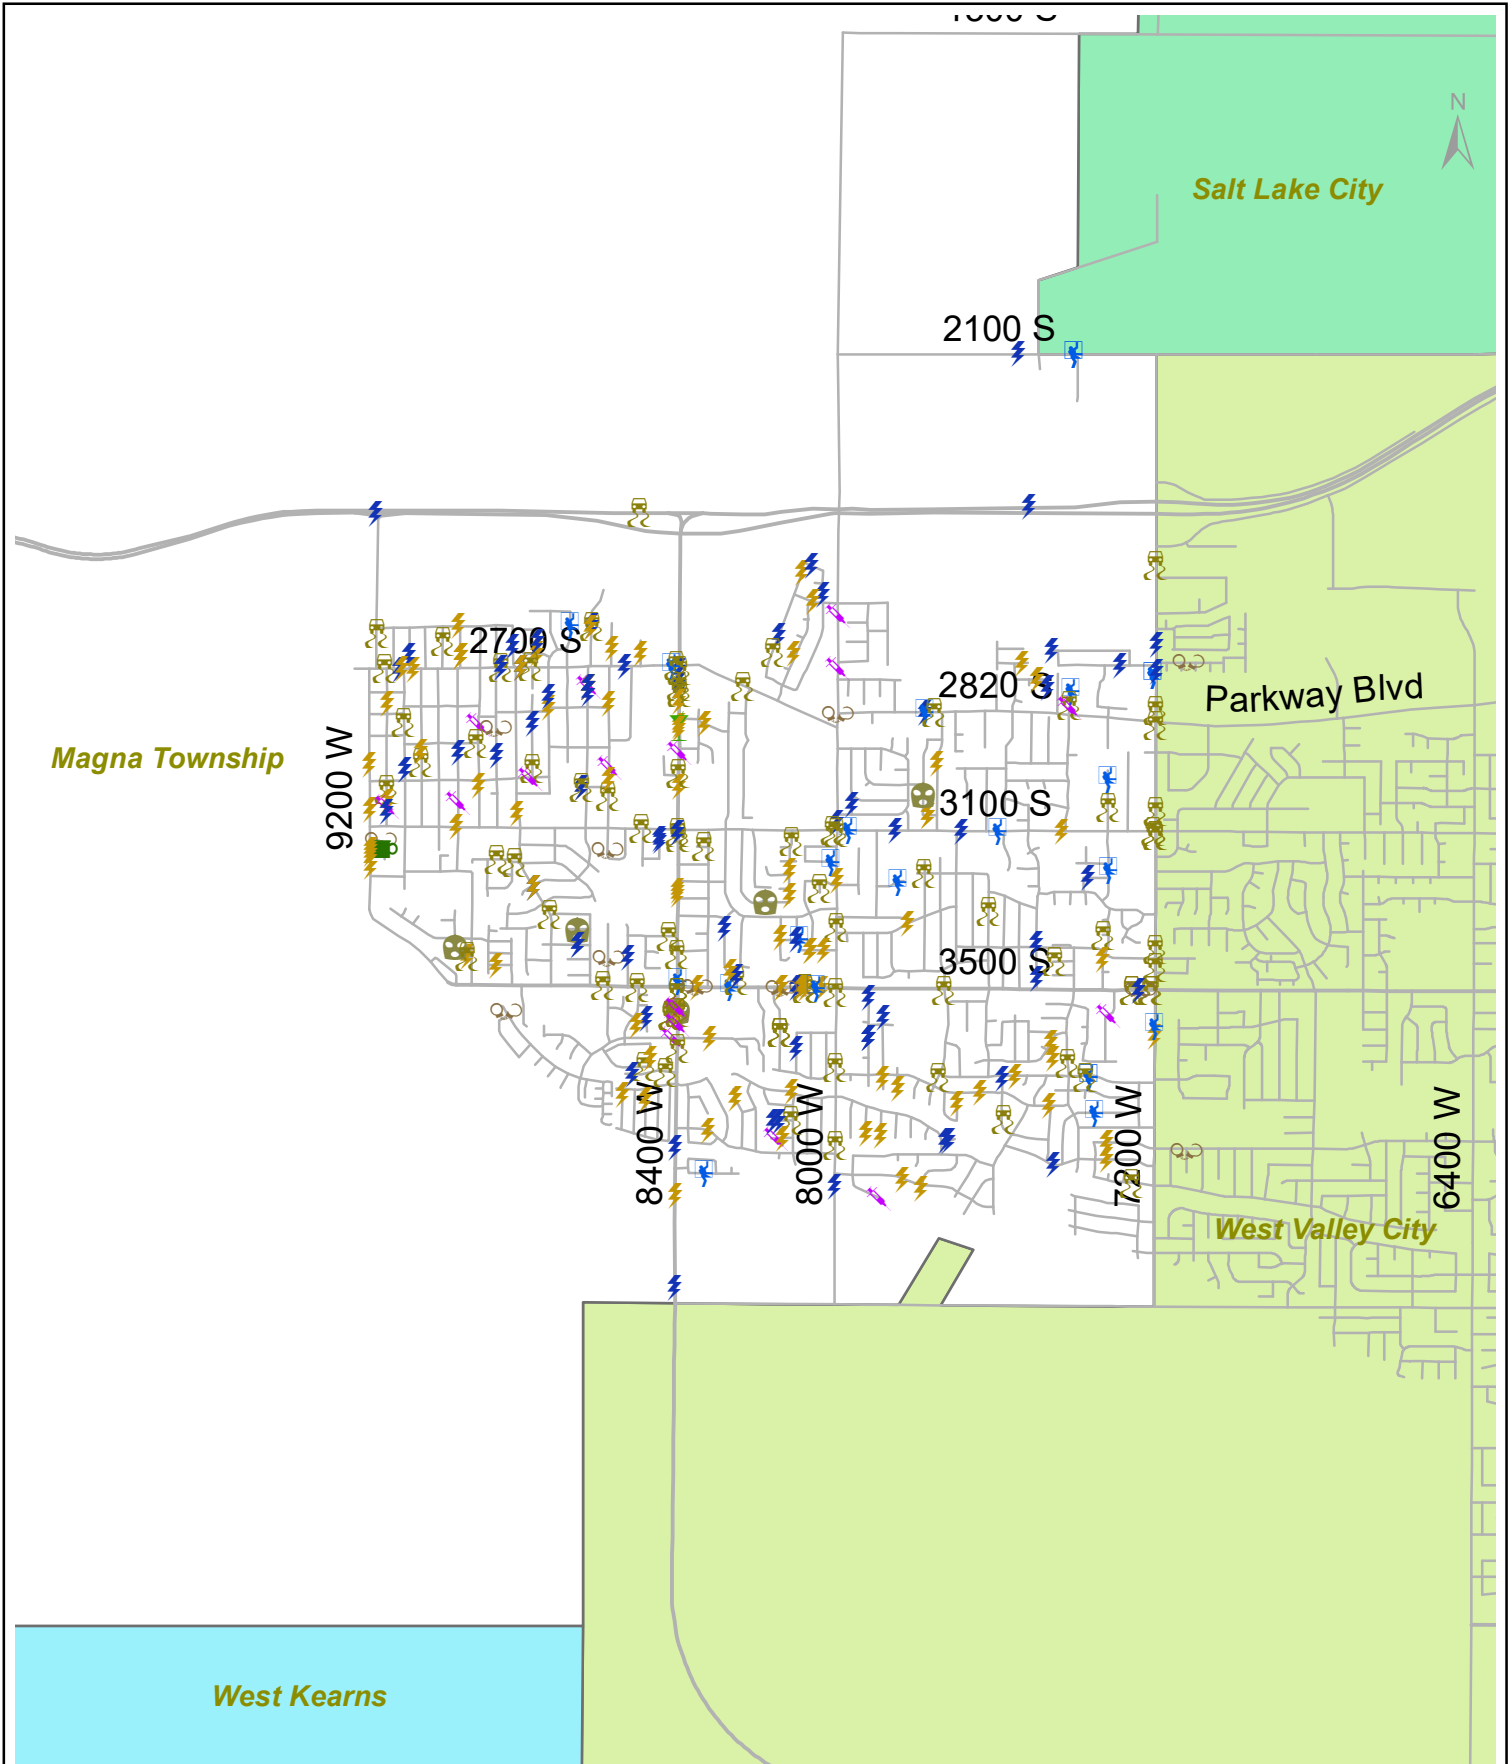 N
Salt Lake City
2100 S
2700 S
2820 S
Parkway Blvd
Magna Township
9200 W
3100 S
3500 S
8400 W
8000 W
7200 W
6400 W
West Valley City
West Kearns